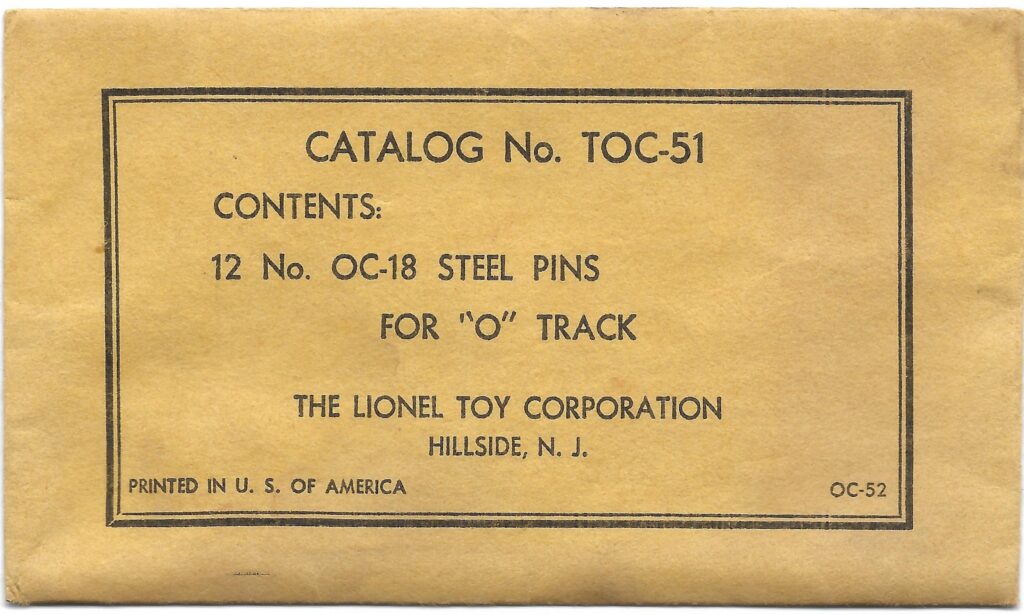 CATALOG No. TOC-51
CONTENTS:
12 No. OC-18 STEEL PINS
FOR "O" TRACK
THE LIONEL TOY CORPORATION
HILLSIDE, N. J.
PRINTED IN U. S. OF AMERICA OC-52